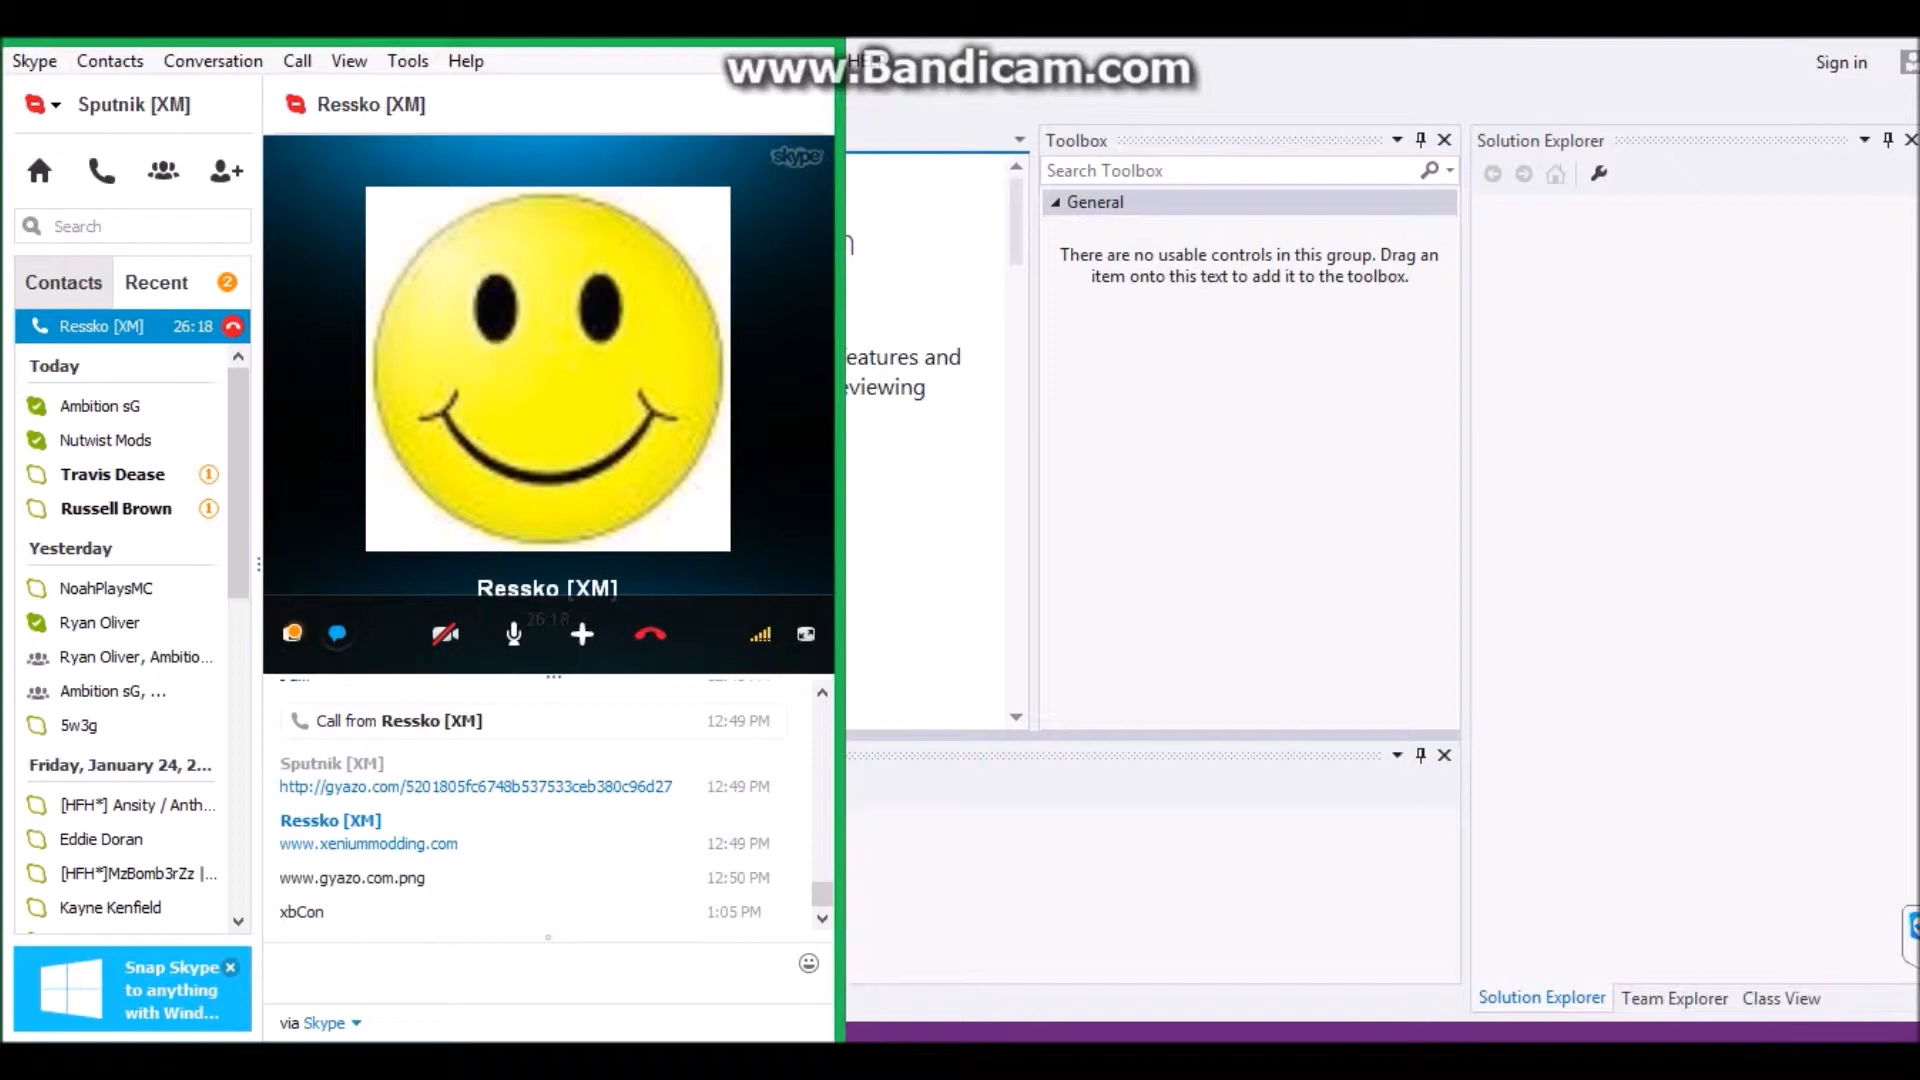 www.Bandicam.com
Skype Contacts Conversation Call View Tools Help
Sign in
Sputnik [XM]
Ressko [XM]
skype
Search
Contacts Recent 2
Ressko [XM] 26:18
Today
Ambition sG
Nutwist Mods
Travis Dease 1
Russell Brown 1
Yesterday
NoahPlaysMC
Ryan Oliver
Ryan Oliver, Ambitio...
Ambition sG, ...
5w3g
Friday, January 24, 2...
[HFH*] Ansity / Anth...
Eddie Doran
[HFH*]MzBomb3rZz |...
Kayne Kenfield
Snap Skype
to anything
with Wind...
Ressko [XM]
26:18
Call from Ressko [XM] 12:49 PM
Sputnik [XM]
http://gyazo.com/5201805fc6748b537533ceb380c96d27 12:49 PM
Ressko [XM]
www.xeniummodding.com 12:49 PM
www.gyazo.com.png 12:50 PM
xbCon 1:05 PM
via Skype
eatures and
eviewing
Toolbox
Search Toolbox
General
There are no usable controls in this group. Drag an
item onto this text to add it to the toolbox.
Solution Explorer
Solution Explorer Team Explorer Class View